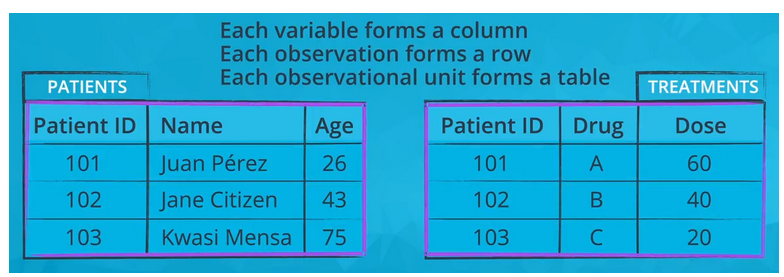 Each variable forms a column
Each observation forms a row
Each observational unit forms a table
PATIENTS
Patient ID Name Age
101 Juan Pérez 26
102 Jane Citizen 43
103 Kwasi Mensa 75
TREATMENTS
Patient ID Drug Dose
101 A 60
102 B 40
103 C 20